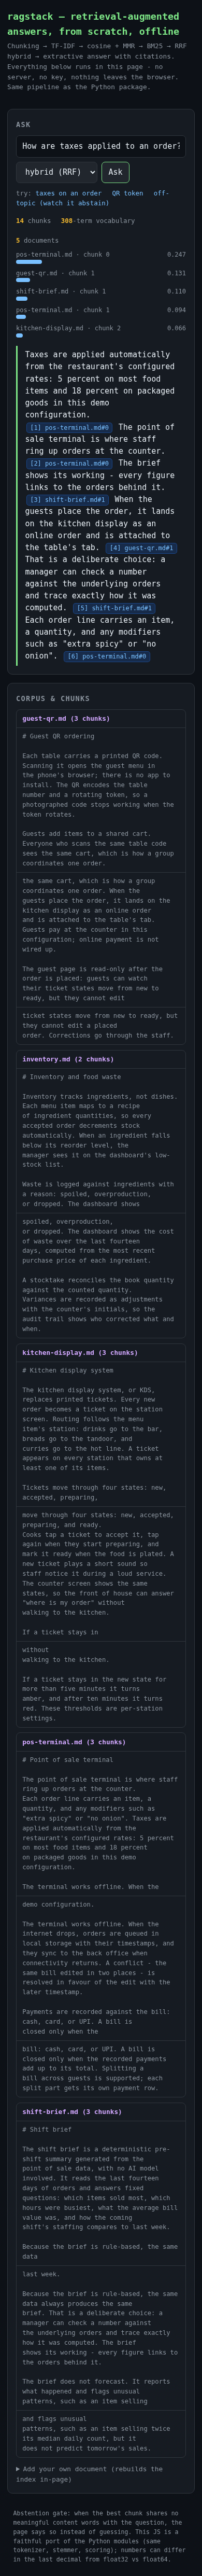 ragstack — retrieval-augmented
answers, from scratch, offline
Chunking → TF-IDF → cosine + MMR → BM25 → RRF
hybrid → extractive answer with citations.
Everything below runs in this page - no
server, no key, nothing leaves the browser.
Same pipeline as the Python package.
ASK
How are taxes applied to an order?
hybrid (RRF)
Ask
try: taxes on an order QR token off-
topic (watch it abstain)
14 chunks 308-term vocabulary
5 documents
pos-terminal.md · chunk 0 0.247
guest-qr.md · chunk 1 0.131
shift-brief.md · chunk 1 0.110
pos-terminal.md · chunk 1 0.094
kitchen-display.md · chunk 2 0.066
Taxes are applied automatically
from the restaurant's configured
rates: 5 percent on most food
items and 18 percent on packaged
goods in this demo
configuration.
[1] pos-terminal.md#0 The point of
sale terminal is where staff
ring up orders at the counter.
[2] pos-terminal.md#0 The brief
shows its working - every figure
links to the orders behind it.
[3] shift-brief.md#1 When the
guests place the order, it lands
on the kitchen display as an
online order and is attached to
the table's tab. [4] guest-qr.md#1
That is a deliberate choice: a
manager can check a number
against the underlying orders
and trace exactly how it was
computed. [5] shift-brief.md#1
Each order line carries an item,
a quantity, and any modifiers
such as "extra spicy" or "no
onion". [6] pos-terminal.md#0
CORPUS & CHUNKS
guest-qr.md (3 chunks)
# Guest QR ordering
Each table carries a printed QR code.
Scanning it opens the guest menu in
the phone's browser; there is no app to
install. The QR encodes the table
number and a rotating token, so a
photographed code stops working when the
token rotates.
Guests add items to a shared cart.
Everyone who scans the same table code
sees the same cart, which is how a group
coordinates one order.
the same cart, which is how a group
coordinates one order. When the
guests place the order, it lands on the
kitchen display as an online order
and is attached to the table's tab.
Guests pay at the counter in this
configuration; online payment is not
wired up.
The guest page is read-only after the
order is placed: guests can watch
their ticket states move from new to
ready, but they cannot edit
ticket states move from new to ready, but
they cannot edit a placed
order. Corrections go through the staff.
inventory.md (2 chunks)
# Inventory and food waste
Inventory tracks ingredients, not dishes.
Each menu item maps to a recipe
of ingredient quantities, so every
accepted order decrements stock
automatically. When an ingredient falls
below its reorder level, the
manager sees it on the dashboard's low-
stock list.
Waste is logged against ingredients with
a reason: spoiled, overproduction,
or dropped. The dashboard shows
spoiled, overproduction,
or dropped. The dashboard shows the cost
of waste over the last fourteen
days, computed from the most recent
purchase price of each ingredient.
A stocktake reconciles the book quantity
against the counted quantity.
Variances are recorded as adjustments
with the counter's initials, so the
audit trail shows who corrected what and
when.
kitchen-display.md (3 chunks)
# Kitchen display system
The kitchen display system, or KDS,
replaces printed tickets. Every new
order becomes a ticket on the station
screen. Routing follows the menu
item's station: drinks go to the bar,
breads go to the tandoor, and
curries go to the hot line. A ticket
appears on every station that owns at
least one of its items.
Tickets move through four states: new,
accepted, preparing,
move through four states: new, accepted,
preparing, and ready.
Cooks tap a ticket to accept it, tap
again when they start preparing, and
mark it ready when the food is plated. A
new ticket plays a short sound so
staff notice it during a loud service.
The counter screen shows the same
states, so the front of house can answer
"where is my order" without
walking to the kitchen.
If a ticket stays in
without
walking to the kitchen.
If a ticket stays in the new state for
more than five minutes it turns
amber, and after ten minutes it turns
red. These thresholds are per-station
settings.
pos-terminal.md (3 chunks)
# Point of sale terminal
The point of sale terminal is where staff
ring up orders at the counter.
Each order line carries an item, a
quantity, and any modifiers such as
"extra spicy" or "no onion". Taxes are
applied automatically from the
restaurant's configured rates: 5 percent
on most food items and 18 percent
on packaged goods in this demo
configuration.
The terminal works offline. When the
demo configuration.
The terminal works offline. When the
internet drops, orders are queued in
local storage with their timestamps, and
they sync to the back office when
connectivity returns. A conflict - the
same bill edited in two places - is
resolved in favour of the edit with the
later timestamp.
Payments are recorded against the bill:
cash, card, or UPI. A bill is
closed only when the
bill: cash, card, or UPI. A bill is
closed only when the recorded payments
add up to its total. Splitting a
bill across guests is supported; each
split part gets its own payment row.
shift-brief.md (3 chunks)
# Shift brief
The shift brief is a deterministic pre-
shift summary generated from the
point of sale data, with no AI model
involved. It reads the last fourteen
days of orders and answers fixed
questions: which items sold most, which
hours were busiest, what the average bill
value was, and how the coming
shift's staffing compares to last week.
Because the brief is rule-based, the same
data
last week.
Because the brief is rule-based, the same
data always produces the same
brief. That is a deliberate choice: a
manager can check a number against
the underlying orders and trace exactly
how it was computed. The brief
shows its working - every figure links to
the orders behind it.
The brief does not forecast. It reports
what happened and flags unusual
patterns, such as an item selling
and flags unusual
patterns, such as an item selling twice
its median daily count, but it
does not predict tomorrow's sales.
▸ Add your own document (rebuilds the
index in-page)
Abstention gate: when the best chunk shares no
meaningful content words with the question, the
page says so instead of guessing. This JS is a
faithful port of the Python modules (same
tokenizer, stemmer, scoring); numbers can differ
in the last decimal from float32 vs float64.